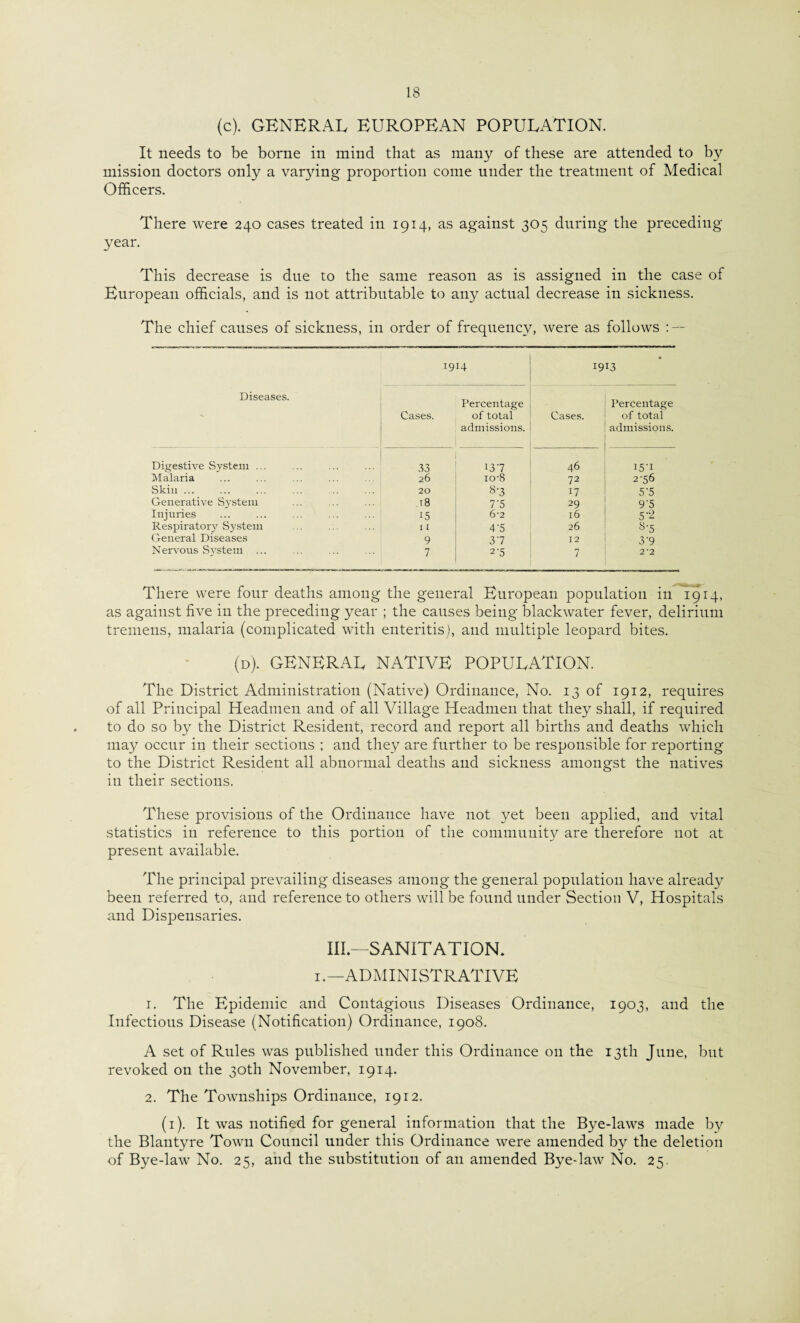 18
(c). GENERAL EUROPEAN POPULATION.
It needs to be borne in mind that as many of these are attended to by
mission doctors only a varying proportion come under the treatment of Medical
Officers.
There were 240 cases treated in 1914, as against 305 during the preceding
year.
This decrease is due to the same reason as is assigned in the case of
European officials, and is not attributable to any actual decrease in sickness.
The chief causes of sickness, in order of frequency, were as follows :—
1914 1913
Diseases. Cases. Percentage of total admissions. Cases. Percentage of total admissions.
Digestive System ... ... ... ... 33 13·7 46 15·1
Malaria ... ... ... ... ... 26 10·8 72 2·56
Skin ... ... ... ... ... ... 20 8·3 17 5·5
Generative System ... ... ... 18 7·5 29 9·5
Injuries ... ... ... ... ... 15 6·2 16 5·2
Respiratory System ... ... ... 11 4·5 26 8·5
General Diseases 9 3·7 12 3·9
Nervous System ... ... ... ... 7 2·5 7 2·2
There were four deaths among the general European population in 1914,
as against five in the preceding year ; the causes being blackwater fever, delirium
tremens, malaria (complicated with enteritis), and multiple leopard bites.
(D). GENERAL NATIVE POPULATION.
The District Administration (Native) Ordinance, No. 13 of 1912, requires
of all Principal Headmen and of all Village Headmen that they shall, if required
to do so by the District Resident, record and report all births and deaths which
may occur in their sections ; and they are further to be responsible for reporting
to the District Resident all abnormal deaths and sickness amongst the natives
in their sections.
These provisions of the Ordinance have not yet been applied, and vital
statistics in reference to this portion of the community are therefore not at
present available.
The principal prevailing diseases among the general population have already
been referred to, and reference to others will be found under Section V, Hospitals
and Dispensaries.
III.—SANITATION.
1.—ADMINISTRATIVE
1. The Epidemic and Contagious Diseases Ordinance, 1903, and the
Infectious Disease (Notification) Ordinance, 1908.
A set of Rules was published under this Ordinance on the 13th June, but
revoked on the 30th November, 1914.
2. The Townships Ordinance, 1912.
(1). It was notified for general information that the Bye-laws made by
the Blantyre Town Council under this Ordinance were amended by the deletion
of Bye-law No. 25, and the substitution of an amended Bye-law No. 25.